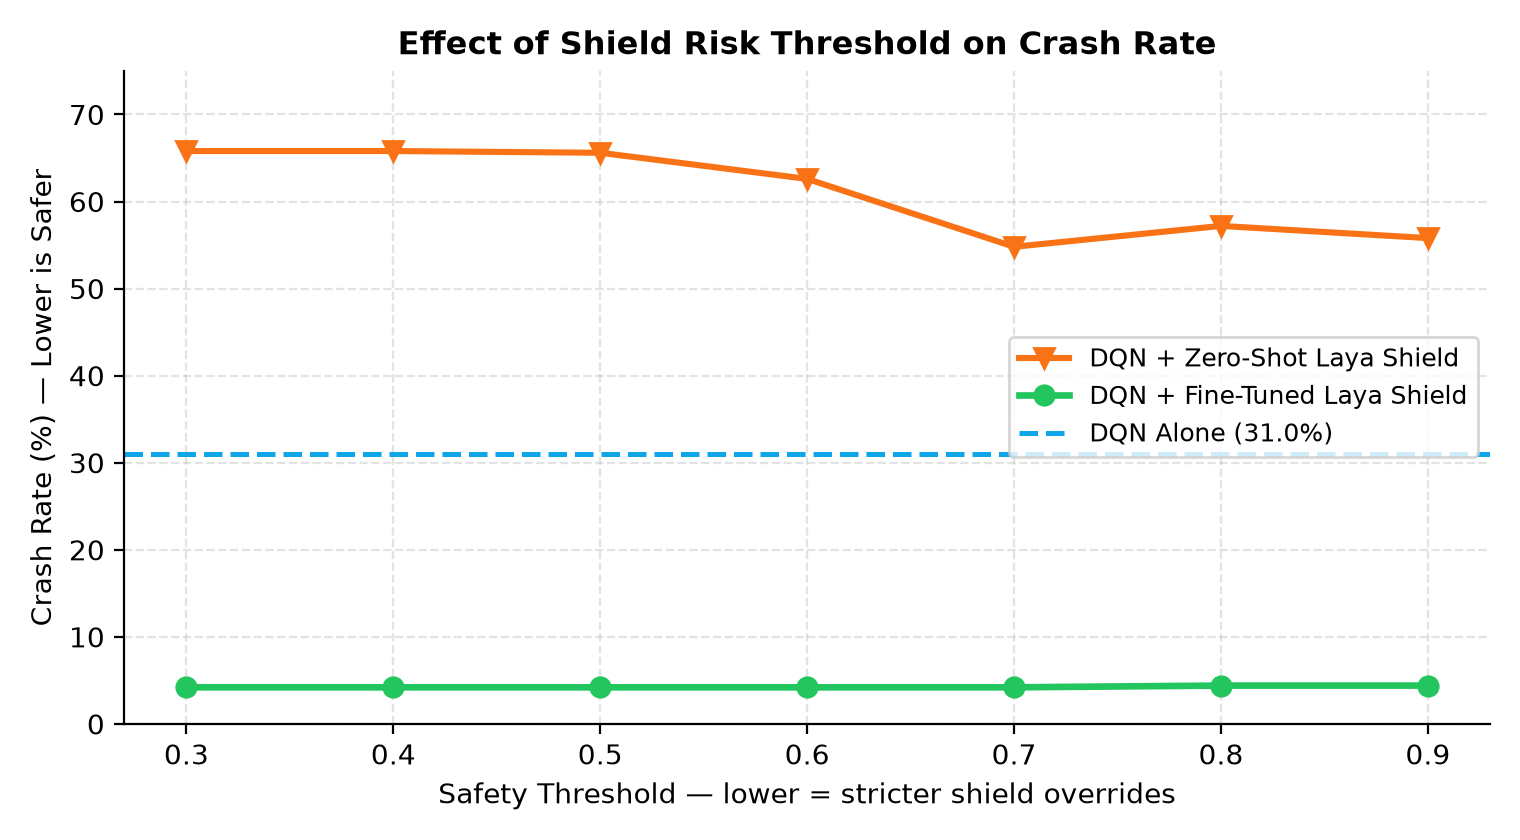 Effect of Shield Risk Threshold on Crash Rate
Crash Rate (%) — Lower is Safer
70
60
50
40
30
20
10
0
DQN + Zero-Shot Laya Shield
DQN + Fine-Tuned Laya Shield
DQN Alone (31.0%)
0.3 0.4 0.5 0.6 0.7 0.8 0.9
Safety Threshold — lower = stricter shield overrides